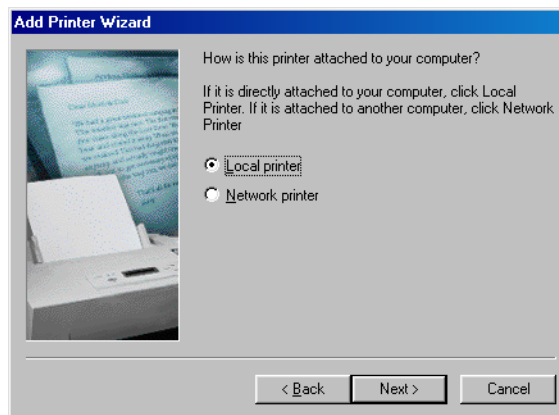 Add Printer Wizard
How is this printer attached to your computer?
If it is directly attached to your computer, click Local
Printer. If it is attached to another computer, click Network
Printer
Local printer
Network printer
< Back
Next >
Cancel